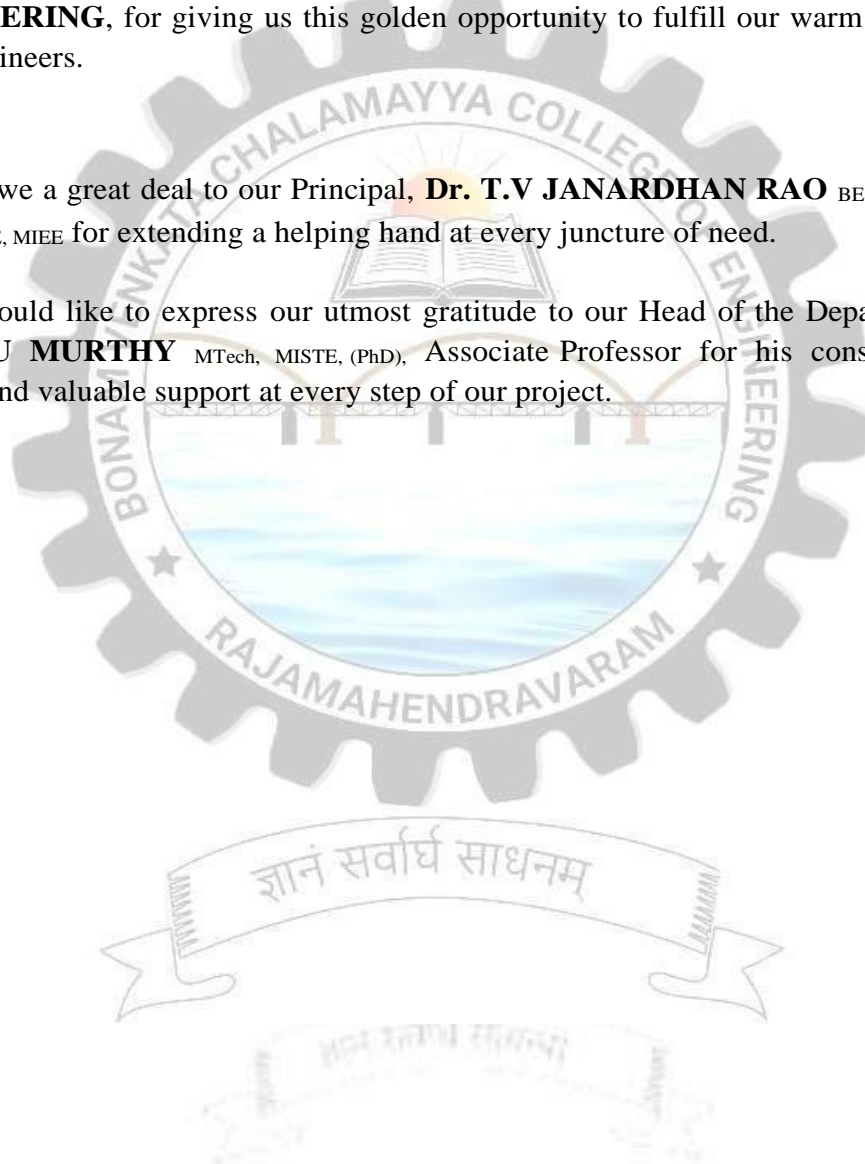 ERING, for giving us this golden opportunity to fulfill our warm
ineers.
we a great deal to our Principal, Dr. T.V JANARDHAN RAO BE
, MIEE for extending a helping hand at every juncture of need.
ould like to express our utmost gratitude to our Head of the Depa
U MURTHY MTech, MISTE, (PhD), Associate Professor for his cons
nd valuable support at every step of our project.
BONAM VENKATA CHALAMAYYA COLLEGE OF ENGINEERING
RAJAMAHENDRAVARAM
ज्ञानं सर्वार्घ साधनम्